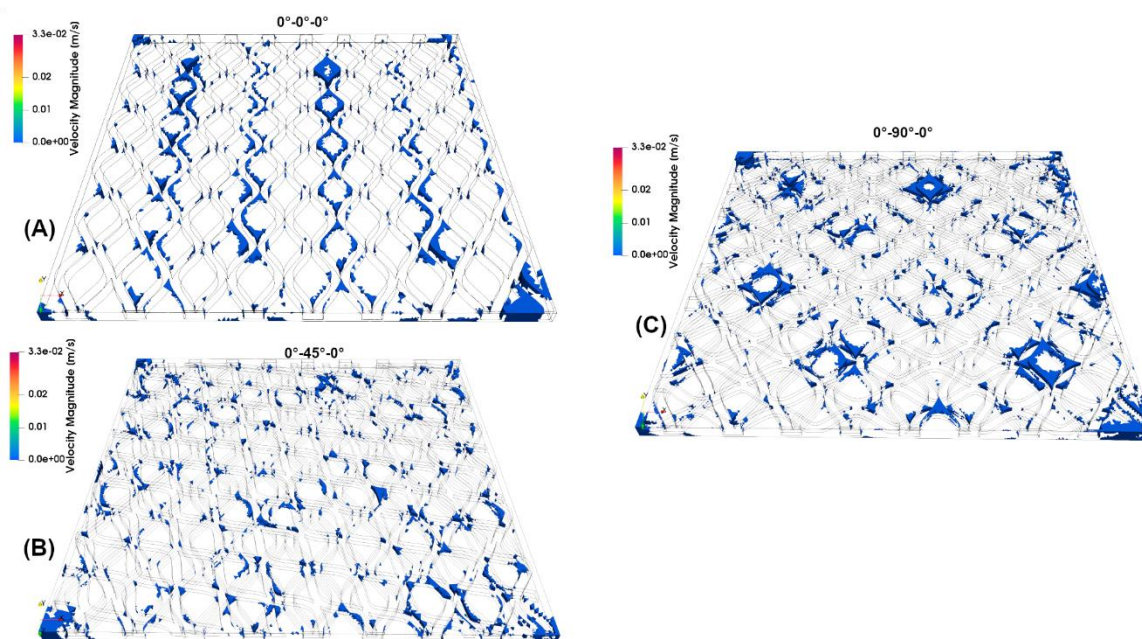 0°-0°-0°
3.3e-02
0.02
0.01
0.0e+00
Velocity Magnitude (m/s)
(A)
Y
X
0°-45°-0°
3.3e-02
0.02
0.01
0.0e+00
Velocity Magnitude (m/s)
(B)
0°-90°-0°
3.3e-02
0.02
0.01
0.0e+00
Velocity Magnitude (m/s)
(C)